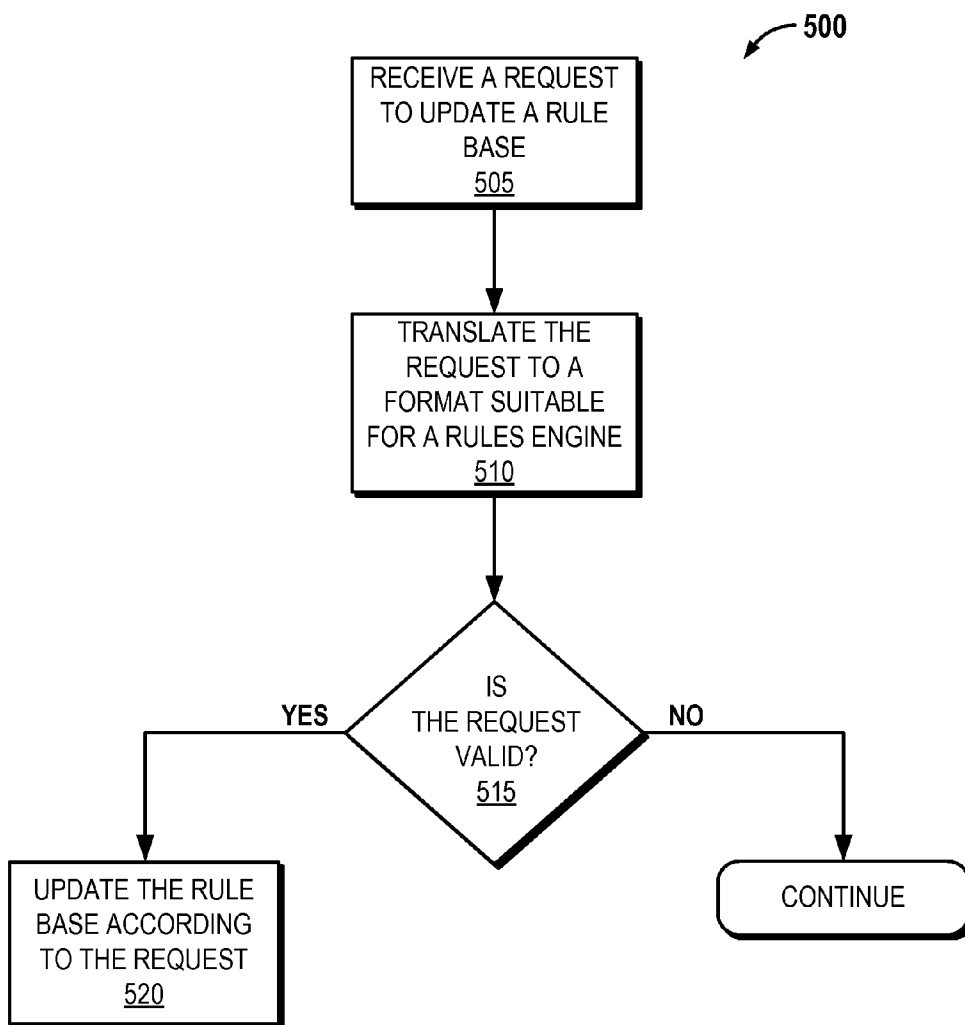 500
RECEIVE A REQUEST
TO UPDATE A RULE
BASE
505
TRANSLATE THE
REQUEST TO A
FORMAT SUITABLE
FOR A RULES ENGINE
510
IS
THE REQUEST
VALID?
515
YES
NO
UPDATE THE RULE
BASE ACCORDING
TO THE REQUEST
520
CONTINUE